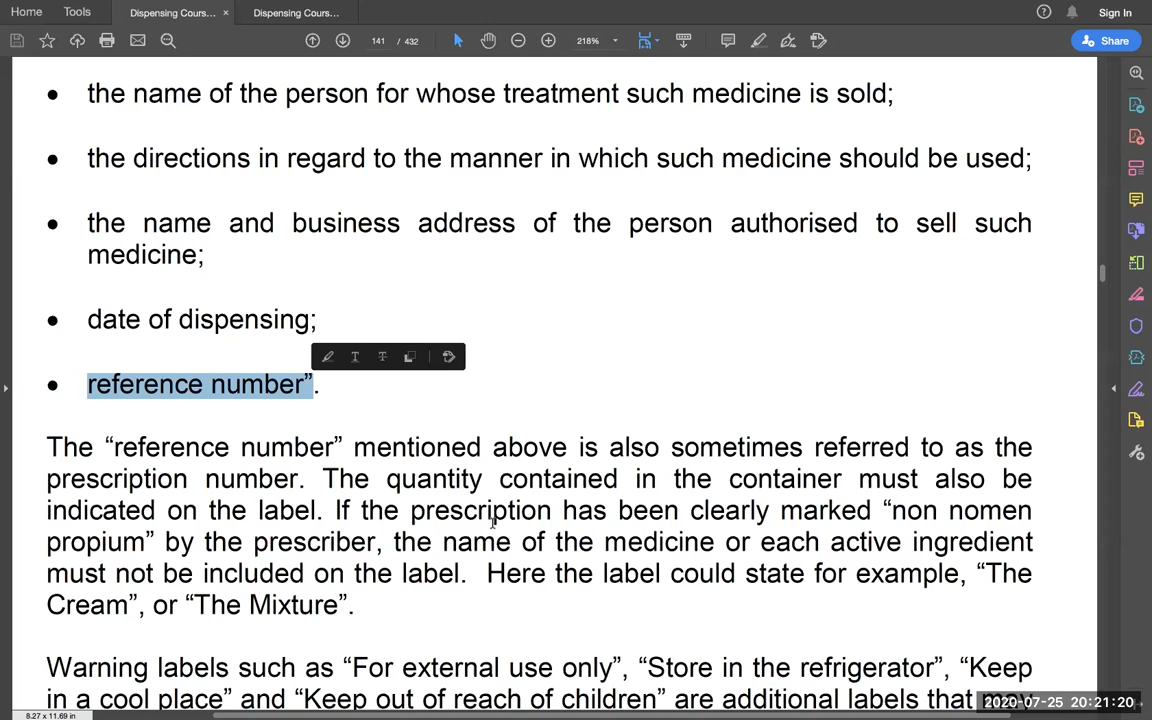 Home Tools Dispensing Cours... × Dispensing Cours... Sign In
141 / 432 218% Share
• the name of the person for whose treatment such medicine is sold;
• the directions in regard to the manner in which such medicine should be used;
• the name and business address of the person authorised to sell such
medicine;
• date of dispensing;
• reference number”.
The “reference number” mentioned above is also sometimes referred to as the
prescription number. The quantity contained in the container must also be
indicated on the label. If the prescription has been clearly marked “non nomen
propium” by the prescriber, the name of the medicine or each active ingredient
must not be included on the label. Here the label could state for example, “The
Cream”, or “The Mixture”.
Warning labels such as “For external use only”, “Store in the refrigerator”, “Keep
in a cool place” and “Keep out of reach of children” are additional labels that may
2020-07-25 20:21:20
8.27 x 11.69 in